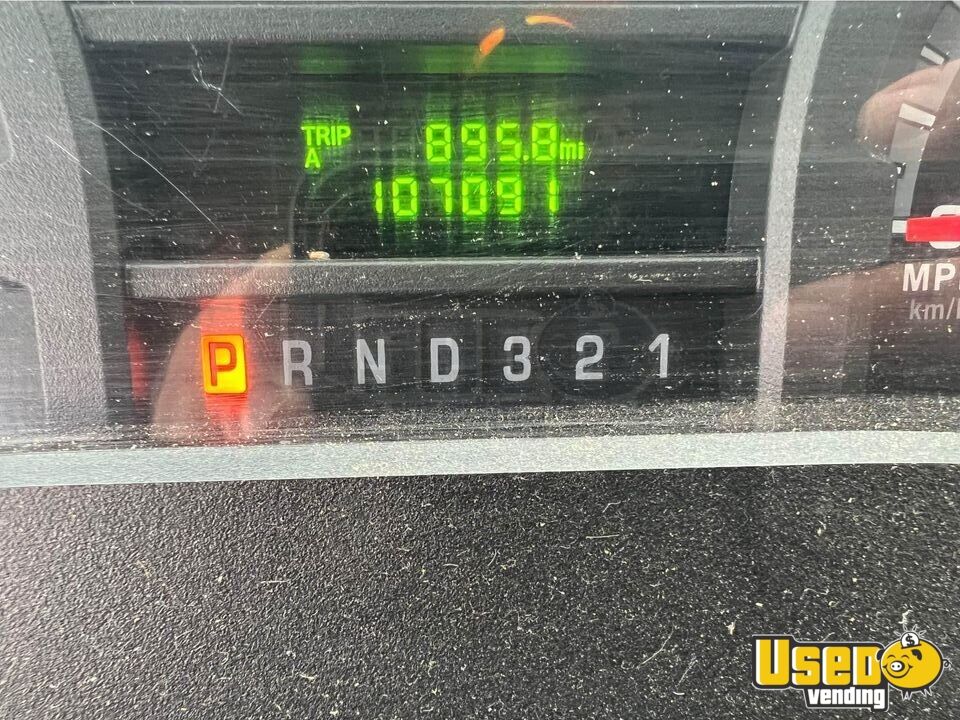 TRIP A 895.8mi
107091
P R N D 3 2 1
MP
km/
USED
vending